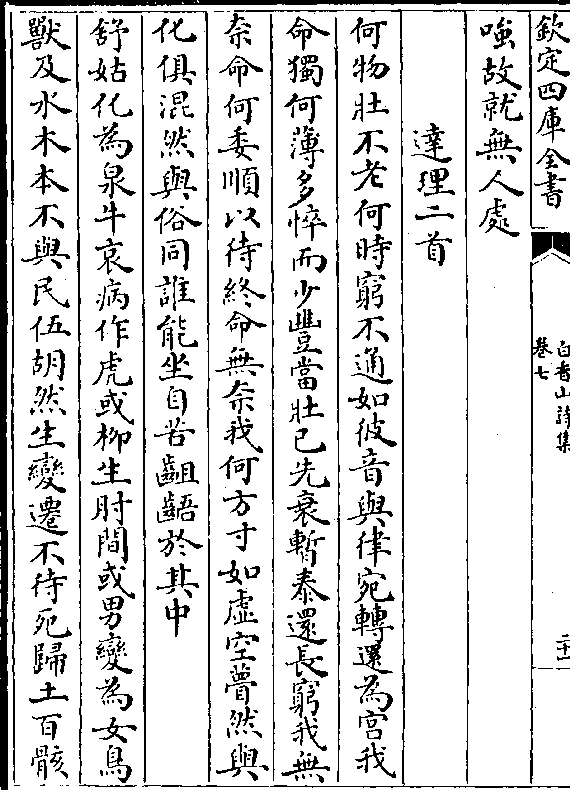 欽定四庫全書
白香山詩集
卷七
二十一
嗤故就無人處
達理二首
何物壯不老何時窮不通如彼音與律宛轉還為宫我
命獨何薄多悴而少豐當壯已先衰暫泰還長窮我無
奈命何委順以待終命無奈我何方寸如虚空瞢然與
化俱混然與俗同誰能坐自苦齟齬於其中
舒姑化為泉牛哀病作虎或柳生肘間或男變為女鳥
獸及水木本不與民伍胡然生變遷不待死歸土百骸